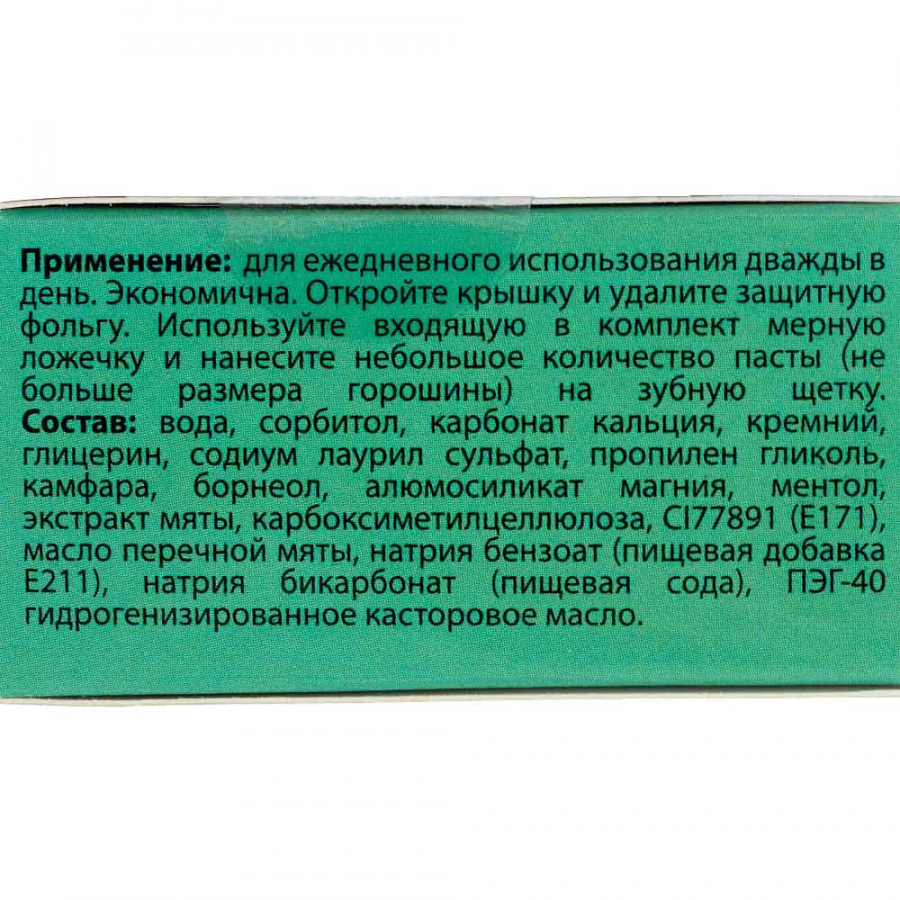 Применение: для ежедневного использования дважды в
день. Экономична. Откройте крышку и удалите защитную
фольгу. Используйте входящую в комплект мерную
ложечку и нанесите небольшое количество пасты (не
больше размера горошины) на зубную щетку.
Состав: вода, сорбитол, карбонат кальция, кремний,
глицерин, содиум лаурил сульфат, пропилен гликоль,
камфара, борнеол, алюмосиликат магния, ментол,
экстракт мяты, карбоксиметилцеллюлоза, CI77891 (E171),
масло перечной мяты, натрия бензоат (пищевая добавка
E211), натрия бикарбонат (пищевая сода), ПЭГ-40
гидрогенизированное касторовое масло.